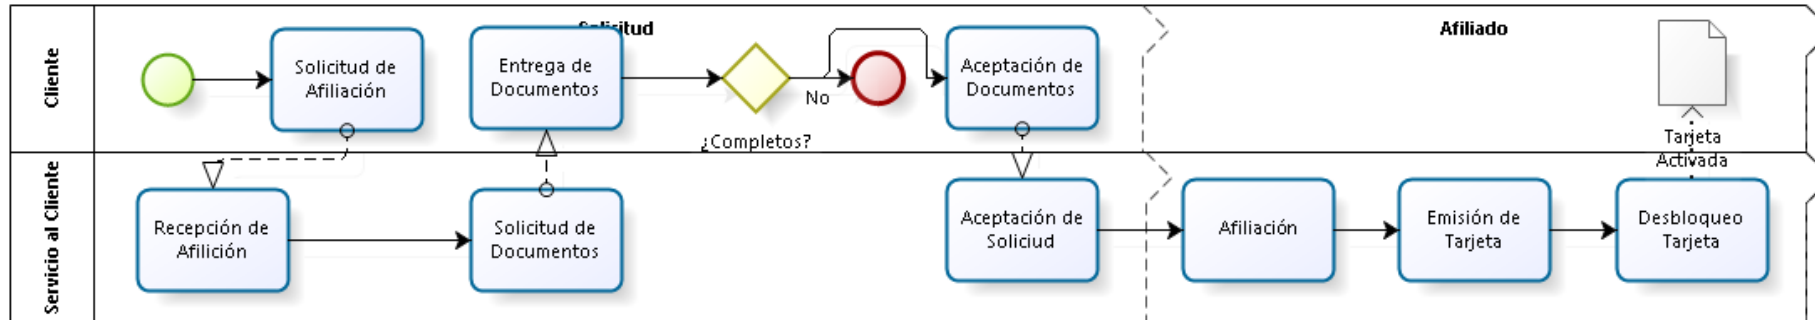 Solicitud
Afiliado
Cliente
Solicitud de
Afiliación
Entrega de
Documentos
No
¿Completos?
Aceptación de
Documentos
Tarjeta
Activada
Servicio al Cliente
Recepción de
Afilición
Solicitud de
Documentos
Aceptación de
Soliciud
Afiliación
Emisión de
Tarjeta
Desbloqueo
Tarjeta